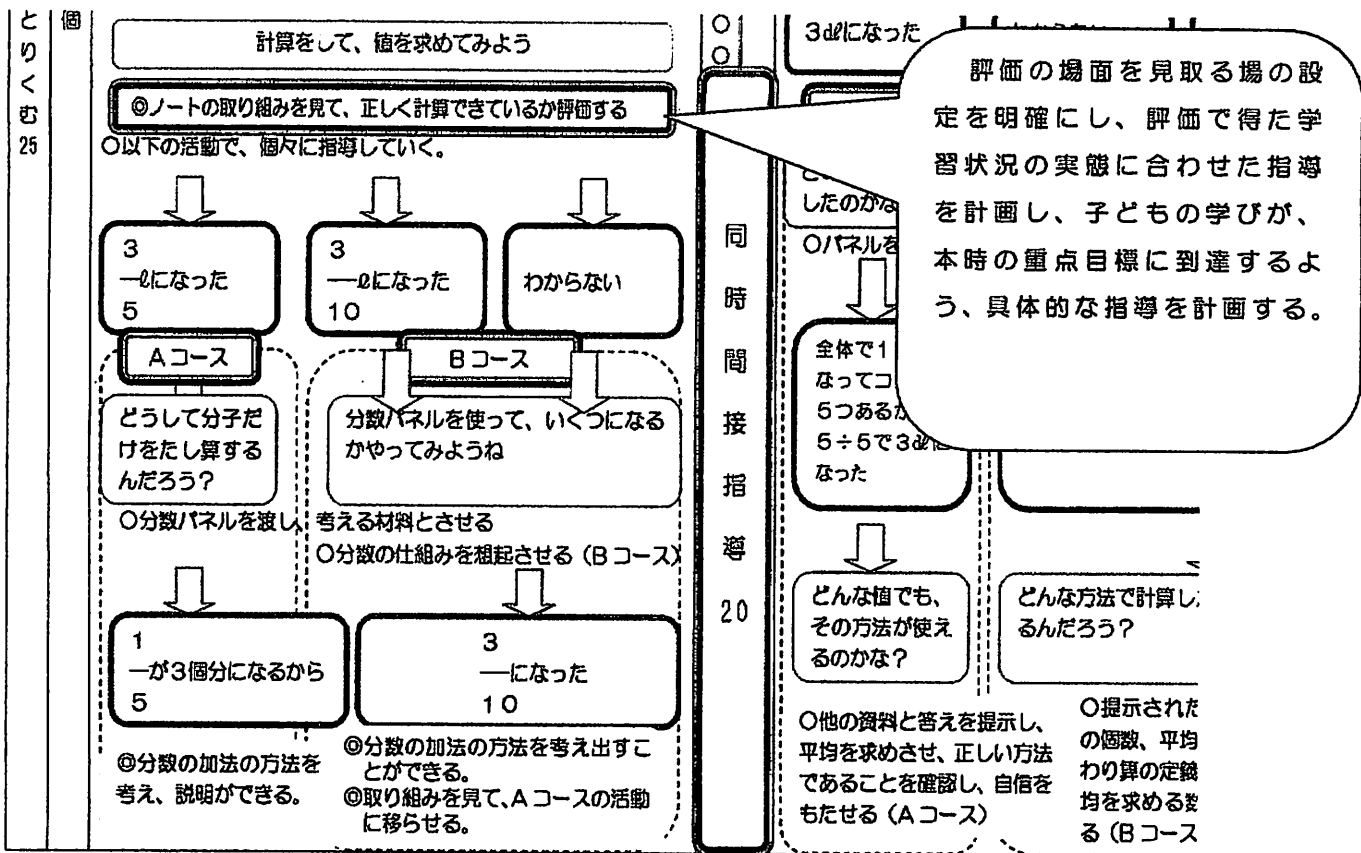 とりくむ
25
個
計算をして、値を求めてみよう
◎ノートの取り組みを見て、正しく計算できているか評価する
○以下の活動で、個々に指導していく。
3
―ℓになった
5
3
―ℓになった
10
わからない
Aコース
Bコース
どうして分子だ
けをたし算する
んだろう?
分数パネルを使って、いくつになる
かやってみようね
○分数パネルを渡し、考える材料とさせる
○分数の仕組みを想起させる(Bコース)
1
―が3個分になるから
5
3
―になった
10
◎分数の加法の方法を
考え、説明ができる。
◎分数の加法の方法を考え出すこ
とができる。
◎取り組みを見て、Aコースの活動
に移らせる。
○
○
同時間接指導20
3dℓになった
評価の場面を見取る場の設
定を明確にし、評価で得た学
習状況の実態に合わせた指導
を計画し、子どもの学びが、
本時の重点目標に到達するよ
う、具体的な指導を計画する。
したのかな
○パネルを
全体で1
なってコ
5つあるか
5÷5で3dℓ
なった
どんな値でも、
その方法が使え
るのかな?
どんな方法で計算し
るんだろう?
○他の資料と答えを提示し、
平均を求めさせ、正しい方法
であることを確認し、自信を
もたせる(Aコース)
○提示された
の個数、平均
わり算の定義
均を求める数
る(Bコース